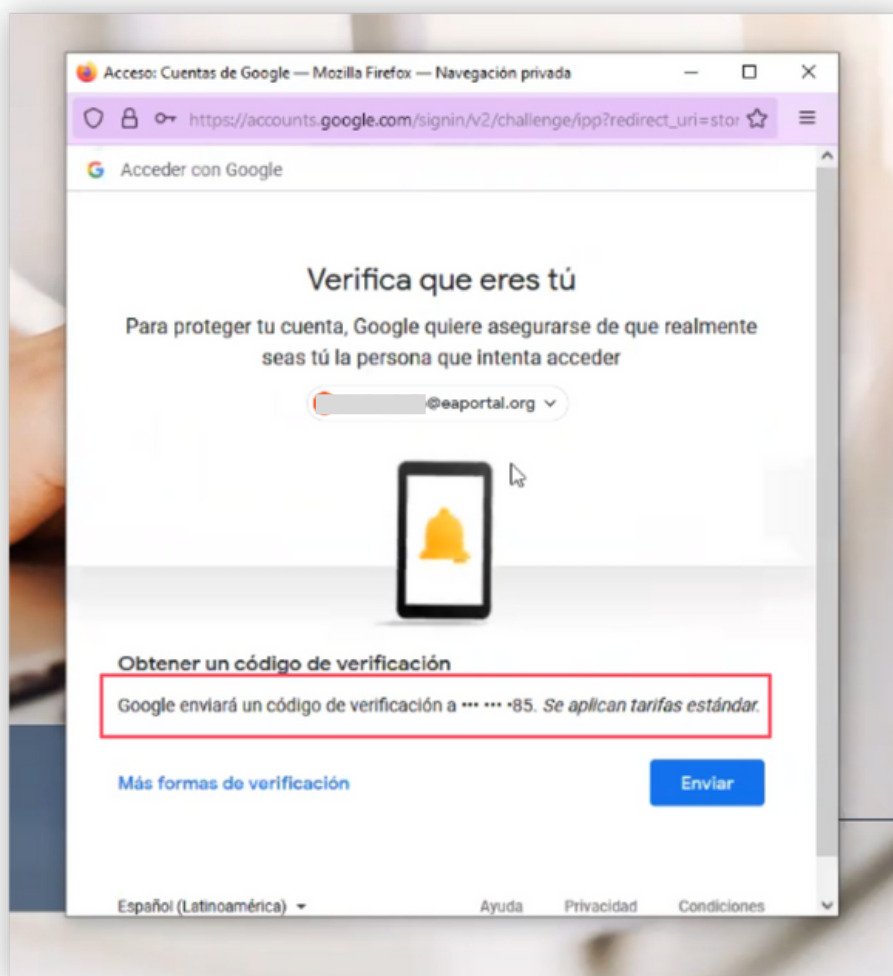 Acceso: Cuentas de Google — Mozilla Firefox — Navegación privada
https://accounts.google.com/signin/v2/challenge/ipp?redirect_uri=stor
G Acceder con Google
Verifica que eres tú
Para proteger tu cuenta, Google quiere asegurarse de que realmente
seas tú la persona que intenta acceder
@eaportal.org
Obtener un código de verificación
Google enviará un código de verificación a ••• ••• •85. Se aplican tarifas estándar.
Más formas de verificación
Enviar
Español (Latinoamérica) Ayuda Privacidad Condiciones